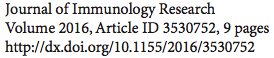 Journal of Immunology Research
Volume 2016, Article ID 3530752, 9 pages
http://dx.doi.org/10.1155/2016/3530752